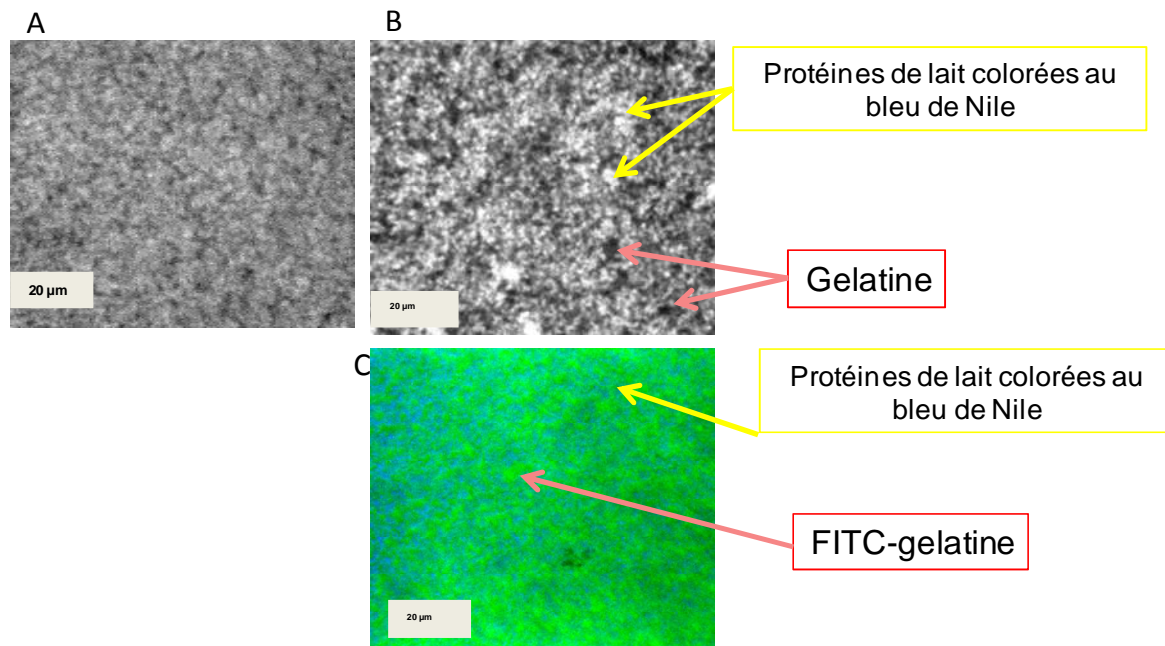 A
B
Protéines de lait colorées au
bleu de Nile
20 µm
20 µm
Gelatine
C
Protéines de lait colorées au
bleu de Nile
FITC-gelatine
20 µm